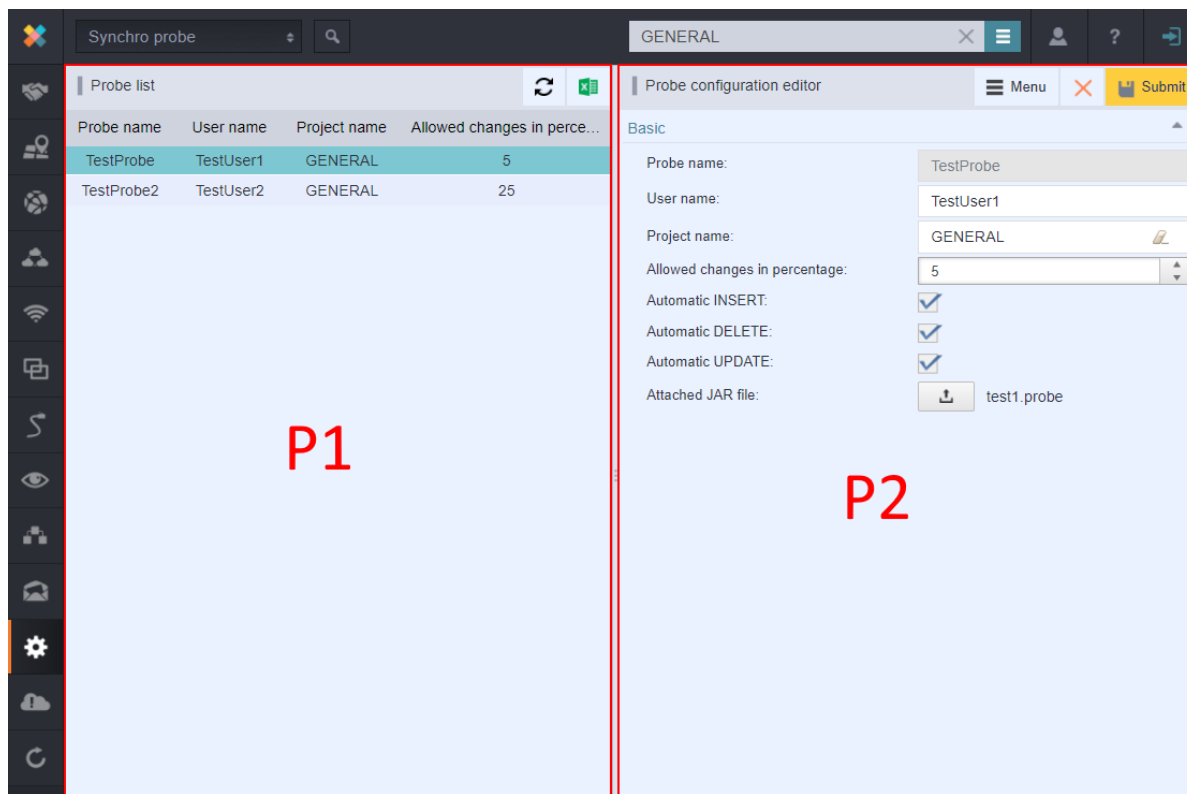 Synchro probe
GENERAL
?
Probe list
Probe configuration editor
Menu
Submit
Probe name User name Project name Allowed changes in perce...
TestProbe TestUser1 GENERAL 5
TestProbe2 TestUser2 GENERAL 25
Basic
Probe name: TestProbe
User name: TestUser1
Project name: GENERAL
Allowed changes in percentage: 5
Automatic INSERT:
Automatic DELETE:
Automatic UPDATE:
Attached JAR file: test1.probe
P1
P2